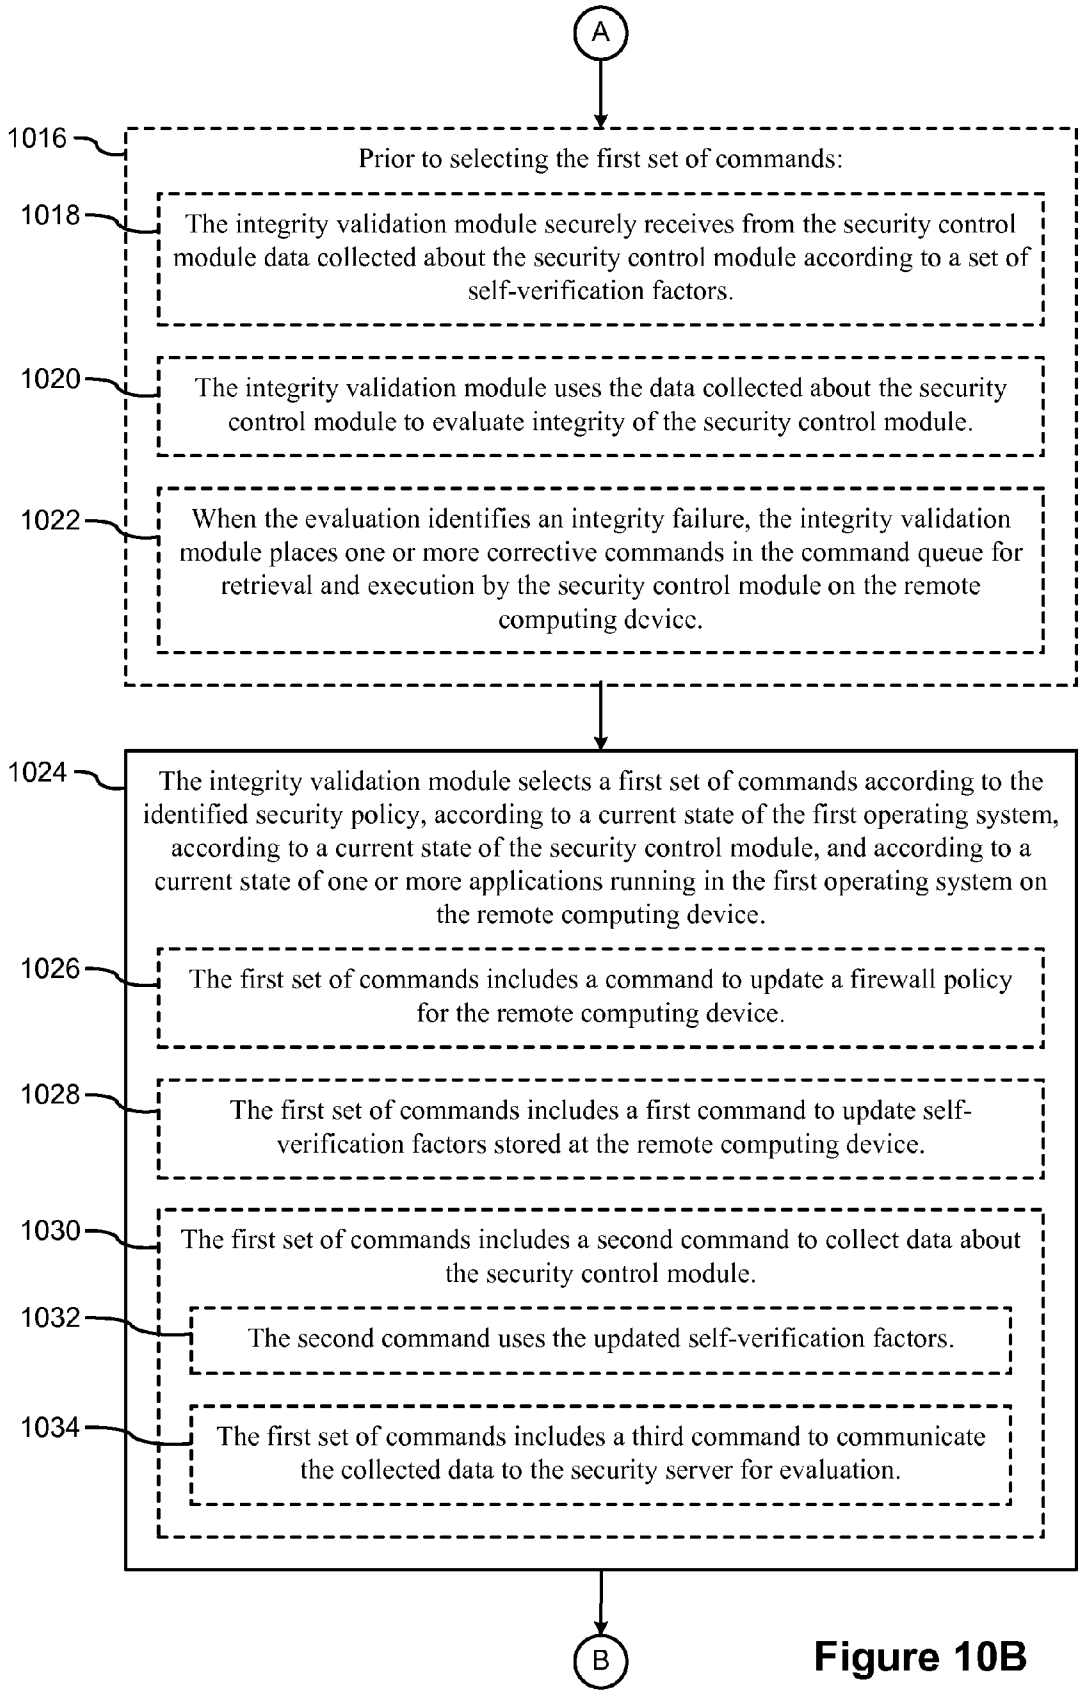 A
1016
Prior to selecting the first set of commands:
1018
The integrity validation module securely receives from the security control
module data collected about the security control module according to a set of
self-verification factors.
1020
The integrity validation module uses the data collected about the security
control module to evaluate integrity of the security control module.
1022
When the evaluation identifies an integrity failure, the integrity validation
module places one or more corrective commands in the command queue for
retrieval and execution by the security control module on the remote
computing device.
1024
The integrity validation module selects a first set of commands according to the
identified security policy, according to a current state of the first operating system,
according to a current state of the security control module, and according to a
current state of one or more applications running in the first operating system on
the remote computing device.
1026
The first set of commands includes a command to update a firewall policy
for the remote computing device.
1028
The first set of commands includes a first command to update self-
verification factors stored at the remote computing device.
1030
The first set of commands includes a second command to collect data about
the security control module.
1032
The second command uses the updated self-verification factors.
1034
The first set of commands includes a third command to communicate
the collected data to the security server for evaluation.
B
Figure 10B